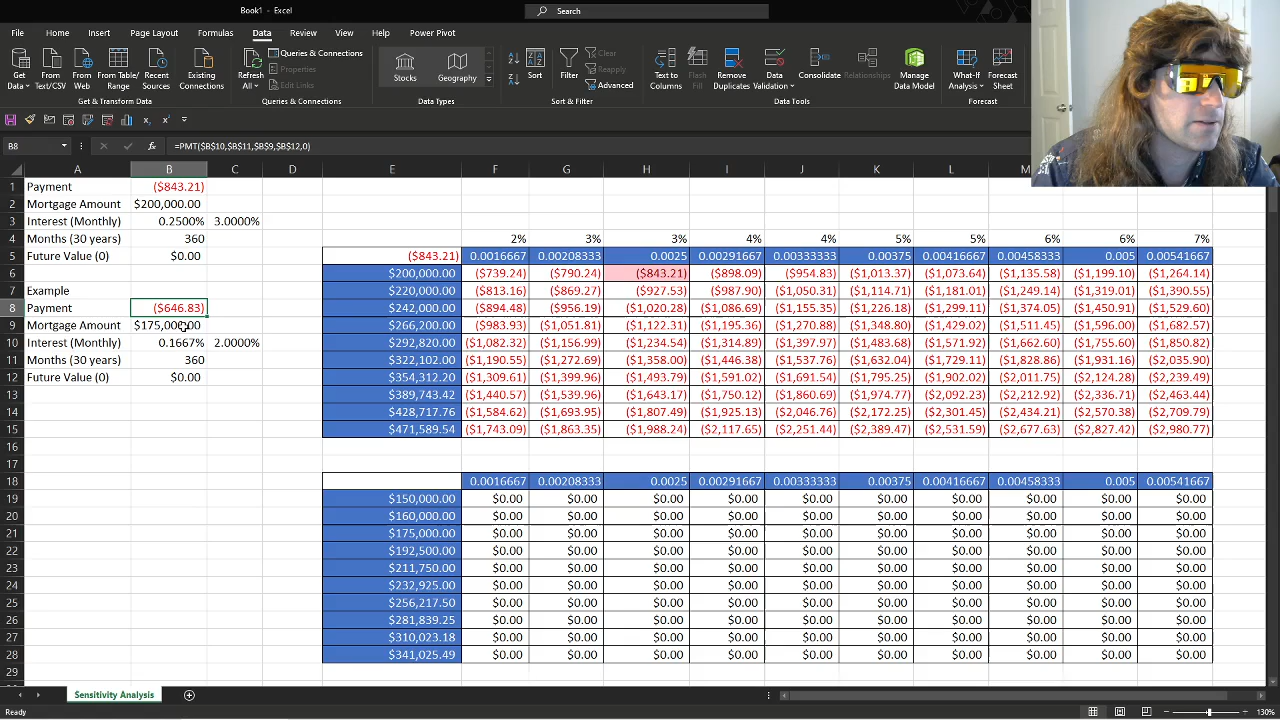 Book1 - Excel
Search
File Home Insert Page Layout Formulas Data Review View Help Power Pivot
Get Data
From Text/CSV
From Web
From Table/ Range
Recent Sources
Existing Connections
Get & Transform Data
Refresh All
Queries & Connections
Properties
Edit Links
Queries & Connections
Stocks
Geography
Data Types
Sort
Filter
Clear
Reapply
Advanced
Sort & Filter
Text to Columns
Flash Fill
Remove Duplicates
Data Validation
Consolidate
Relationships
Manage Data Model
Data Tools
What-If Analysis
Forecast Sheet
Forecast
B8 fx =PMT($B$10,$B$11,$B$9,$B$12,0)
A B C D E F G H I J K L M
1 Payment ($843.21)
2 Mortgage Amount $200,000.00
3 Interest (Monthly) 0.2500% 3.0000%
4 Months (30 years) 360 2% 3% 3% 4% 4% 5% 5% 6% 6% 7%
5 Future Value (0) $0.00 ($843.21) 0.0016667 0.00208333 0.0025 0.00291667 0.00333333 0.00375 0.00416667 0.00458333 0.005 0.00541667
6 $200,000.00 ($739.24) ($790.24) ($843.21) ($898.09) ($954.83) ($1,013.37) ($1,073.64) ($1,135.58) ($1,199.10) ($1,264.14)
7 Example $220,000.00 ($813.16) ($869.27) ($927.53) ($987.90) ($1,050.31) ($1,114.71) ($1,181.01) ($1,249.14) ($1,319.01) ($1,390.55)
8 Payment ($646.83) $242,000.00 ($894.48) ($956.19) ($1,020.28) ($1,086.69) ($1,155.34) ($1,226.18) ($1,299.11) ($1,374.05) ($1,450.91) ($1,529.60)
9 Mortgage Amount $175,000.00 $266,200.00 ($983.93) ($1,051.81) ($1,122.31) ($1,195.36) ($1,270.88) ($1,348.80) ($1,429.02) ($1,511.46) ($1,596.00) ($1,682.57)
10 Interest (Monthly) 0.1667% 2.0000% $292,820.00 ($1,082.32) ($1,156.99) ($1,234.54) ($1,314.89) ($1,397.97) ($1,483.68) ($1,571.92) ($1,662.60) ($1,755.60) ($1,850.82)
11 Months (30 years) 360 $322,102.00 ($1,190.55) ($1,272.69) ($1,358.00) ($1,446.38) ($1,537.76) ($1,632.04) ($1,729.11) ($1,828.86) ($1,931.16) ($2,035.90)
12 Future Value (0) $0.00 $354,312.20 ($1,309.61) ($1,399.96) ($1,493.79) ($1,591.02) ($1,691.54) ($1,795.25) ($1,902.02) ($2,011.75) ($2,124.28) ($2,239.49)
13 $389,743.42 ($1,440.57) ($1,539.96) ($1,643.17) ($1,750.12) ($1,860.69) ($1,974.77) ($2,092.23) ($2,212.92) ($2,336.71) ($2,463.44)
14 $428,717.76 ($1,584.62) ($1,693.95) ($1,807.49) ($1,925.13) ($2,046.76) ($2,172.25) ($2,301.45) ($2,434.21) ($2,570.38) ($2,709.79)
15 $471,589.54 ($1,743.09) ($1,863.35) ($1,988.24) ($2,117.65) ($2,251.44) ($2,389.47) ($2,531.59) ($2,677.63) ($2,827.42) ($2,980.77)
16
17
18 0.0016667 0.00208333 0.0025 0.00291667 0.00333333 0.00375 0.00416667 0.00458333 0.005 0.00541667
19 $150,000.00 $0.00 $0.00 $0.00 $0.00 $0.00 $0.00 $0.00 $0.00 $0.00 $0.00
20 $160,000.00 $0.00 $0.00 $0.00 $0.00 $0.00 $0.00 $0.00 $0.00 $0.00 $0.00
21 $175,000.00 $0.00 $0.00 $0.00 $0.00 $0.00 $0.00 $0.00 $0.00 $0.00 $0.00
22 $192,500.00 $0.00 $0.00 $0.00 $0.00 $0.00 $0.00 $0.00 $0.00 $0.00 $0.00
23 $211,750.00 $0.00 $0.00 $0.00 $0.00 $0.00 $0.00 $0.00 $0.00 $0.00 $0.00
24 $232,925.00 $0.00 $0.00 $0.00 $0.00 $0.00 $0.00 $0.00 $0.00 $0.00 $0.00
25 $256,217.50 $0.00 $0.00 $0.00 $0.00 $0.00 $0.00 $0.00 $0.00 $0.00 $0.00
26 $281,839.25 $0.00 $0.00 $0.00 $0.00 $0.00 $0.00 $0.00 $0.00 $0.00 $0.00
27 $310,023.18 $0.00 $0.00 $0.00 $0.00 $0.00 $0.00 $0.00 $0.00 $0.00 $0.00
28 $341,025.49 $0.00 $0.00 $0.00 $0.00 $0.00 $0.00 $0.00 $0.00 $0.00 $0.00
29
Sensitivity Analysis
Ready
130%